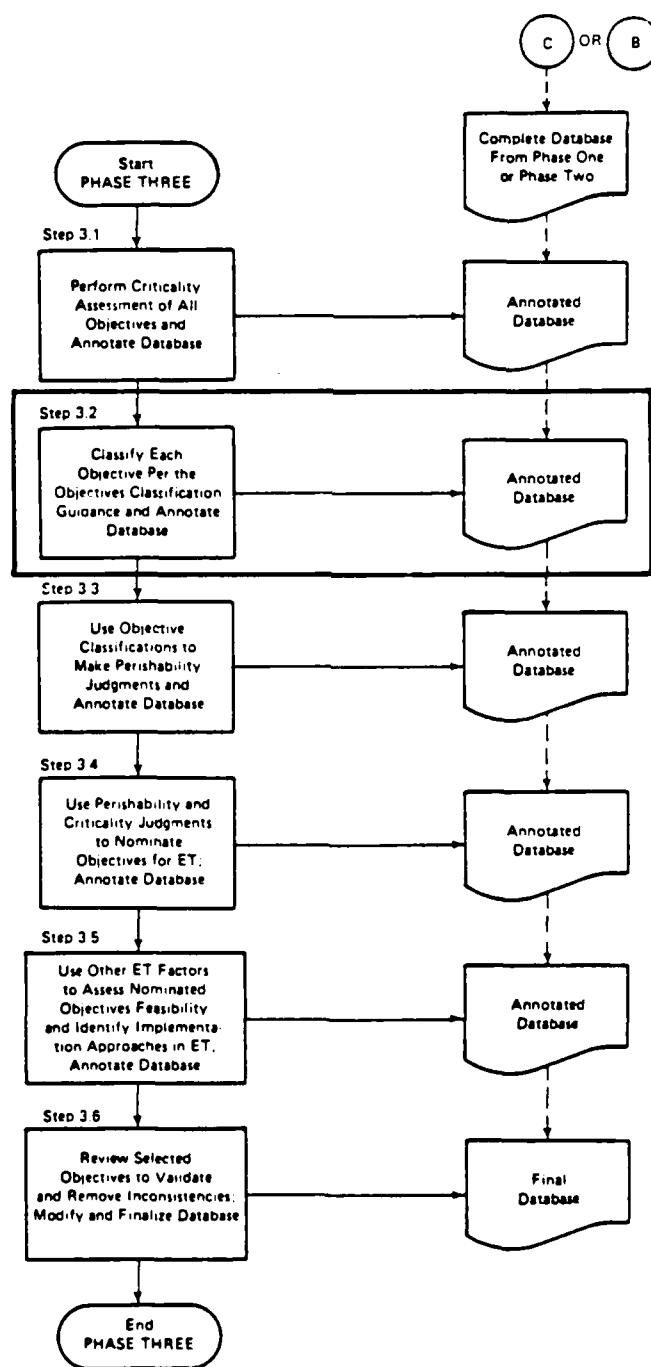 C OR B
Complete Database
From Phase One
or Phase Two
Start
PHASE THREE
Step 3.1
Perform Criticality
Assessment of All
Objectives and
Annotate Database
Annotated
Database
Step 3.2
Classify Each
Objective Per the
Objectives Classification
Guidance and Annotate
Database
Annotated
Database
Step 3.3
Use Objective
Classifications to
Make Perishability
Judgments and
Annotate Database
Annotated
Database
Step 3.4
Use Perishability and
Criticality Judgments
to Nominate
Objectives for ET;
Annotate Database
Annotated
Database
Step 3.5
Use Other ET Factors
to Assess Nominated
Objectives Feasibility
and Identify Implementa-
tion Approaches in ET,
Annotate Database
Annotated
Database
Step 3.6
Review Selected
Objectives to Validate
and Remove Inconsistencies;
Modify and Finalize Database
Final
Database
End
PHASE THREE